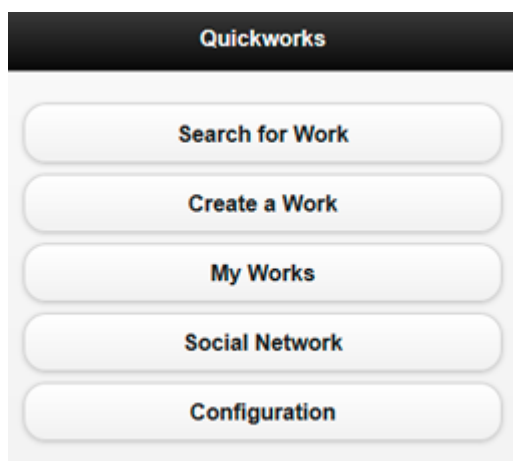 Quickworks
Search for Work
Create a Work
My Works
Social Network
Configuration